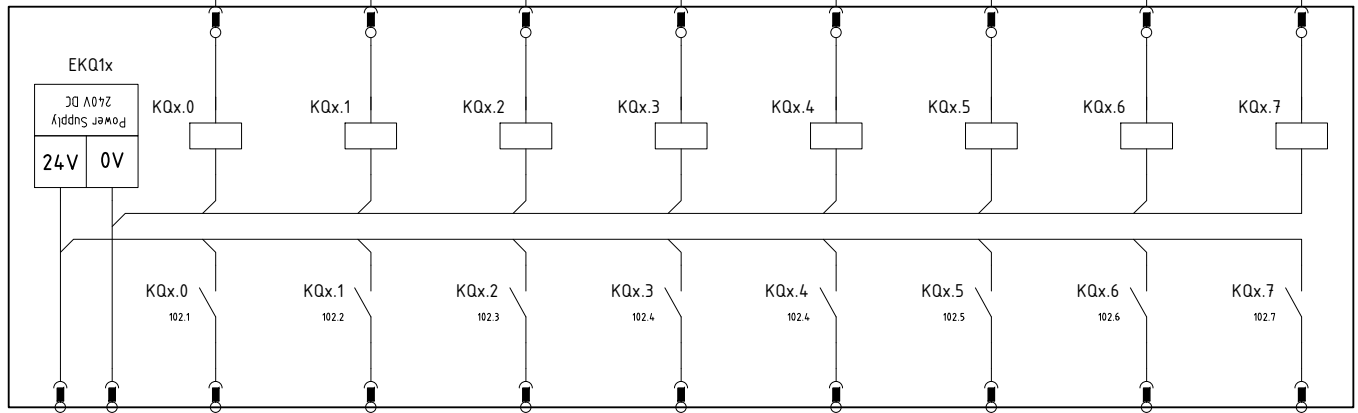 EKQ1x
Power Supply
240V DC
24V 0V
KQx.0 KQx.1 KQx.2 KQx.3 KQx.4 KQx.5 KQx.6 KQx.7
KQx.0 KQx.1 KQx.2 KQx.3 KQx.4 KQx.5 KQx.6 KQx.7
102.1 102.2 102.3 102.4 102.4 102.5 102.6 102.7